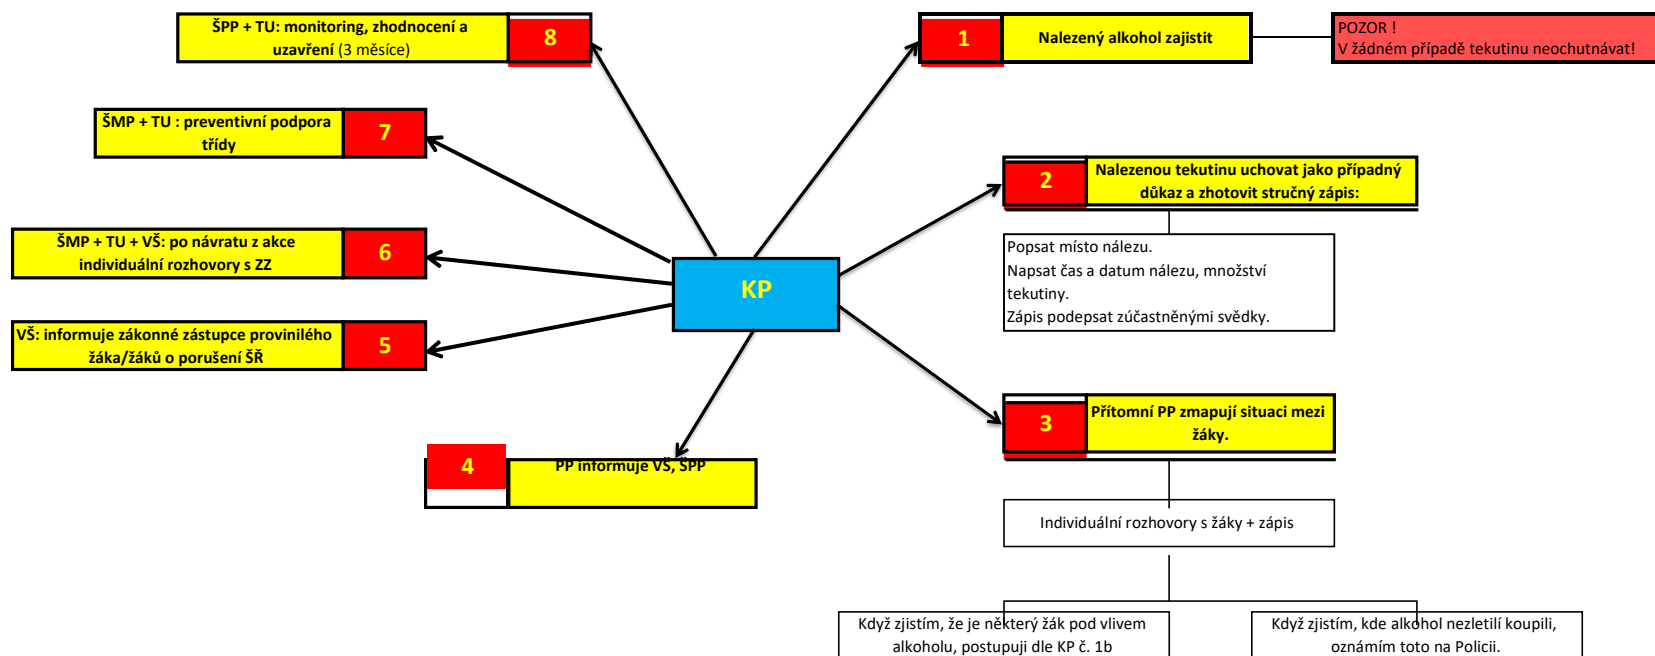 ŠPP + TU: monitoring, zhodnocení a
uzavření (3 měsíce)
8
1
Nalezený alkohol zajistit
POZOR !
V žádném případě tekutinu neochutnávat!
ŠMP + TU : preventivní podpora
třídy
7
2
Nalezenou tekutinu uchovat jako případný
důkaz a zhotovit stručný zápis:
Popsat místo nálezu.
Napsat čas a datum nálezu, množství
tekutiny.
Zápis podepsat zúčastněnými svědky.
ŠMP + TU + VŠ: po návratu z akce
individuální rozhovory s ZZ
6
KP
VŠ: informuje zákonné zástupce provinilého
žáka/žáků o porušení ŠŘ
5
3
Přítomní PP zmapují situaci mezi
žáky.
4
PP informuje VŠ, ŠPP
Individuální rozhovory s žáky + zápis
Když zjistím, že je některý žák pod vlivem
alkoholu, postupuji dle KP č. 1b
Když zjistím, kde alkohol nezletilí koupili,
oznámím toto na Policii.